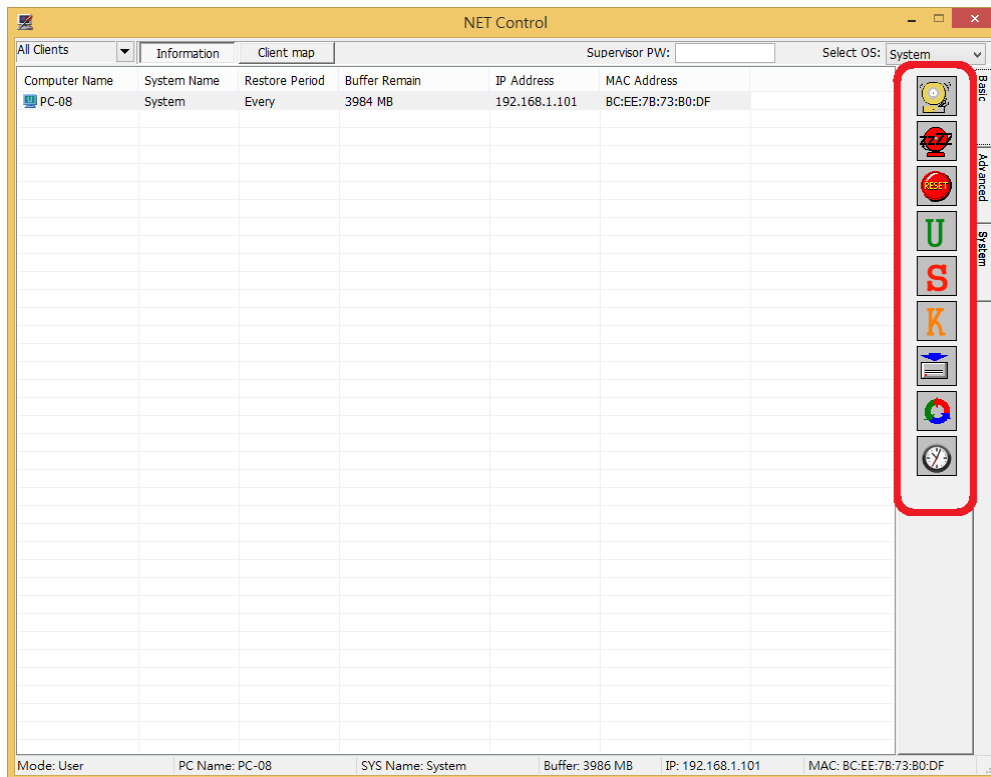 NET Control
All Clients Information Client map Supervisor PW: Select OS: System
Computer Name System Name Restore Period Buffer Remain IP Address MAC Address
PC-08 System Every 3984 MB 192.168.1.101 BC:EE:7B:73:B0:DF
Basic
zZZZ
Advanced
RESET
U
System
S
K
Mode: User PC Name: PC-08 SYS Name: System Buffer: 3986 MB IP: 192.168.1.101 MAC: BC:EE:7B:73:B0:DF